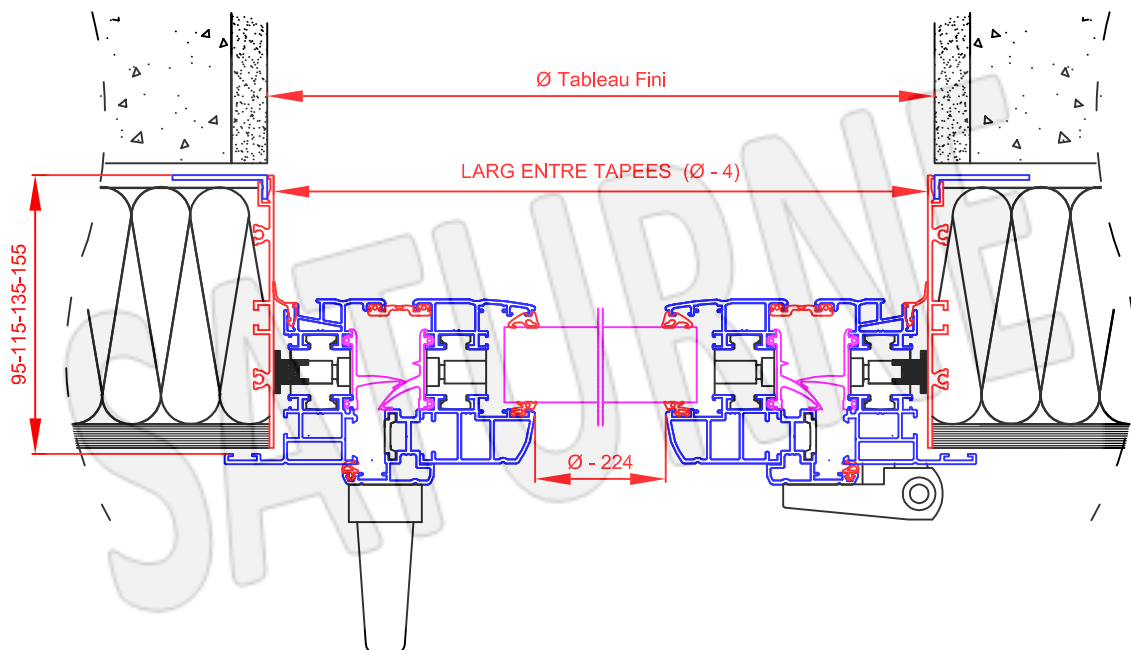 Ø Tableau Fini
LARG ENTRE TAPEES (Ø - 4)
95-115-135-155
Ø - 224
SATURNE